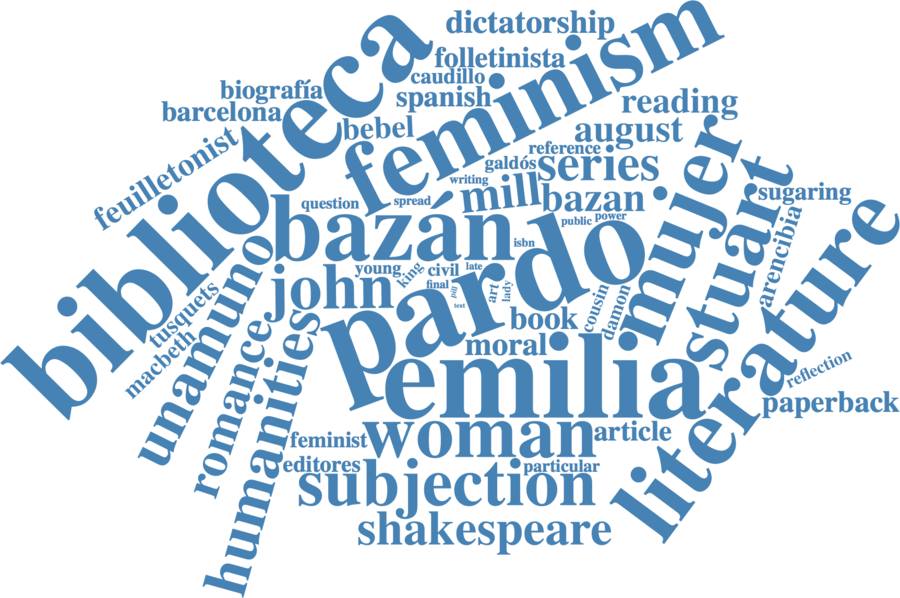 dictatorship
folletinista
caudillo
spanish
biblioteca
feminism
biografía
barcelona
bebel
feuilletonist
reading
august
reference
series
galdós
writing
spread
mill
bazan
question
bazán
isbn
public
power
pardo
mujer
stuart
sugaring
arencibia
literature
john
young
king
civil
late
final
pill
text
art
lady
book
cousin
damon
moral
emilia
tusquets
macbeth
unamuno
romance
humanities
reflection
paperback
feminist
woman
article
editores
particular
subjection
shakespeare